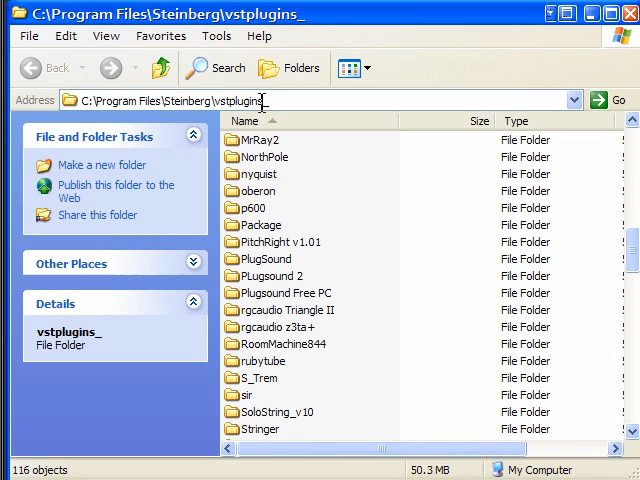 C:\Program Files\Steinberg\vstplugins_
File Edit View Favorites Tools Help
Back Search Folders
Address C:\Program Files\Steinberg\vstplugins_ Go
File and Folder Tasks
Make a new folder
Publish this folder to the
Web
Share this folder
Other Places
Details
vstplugins_
File Folder
Name Size Type
MrRay2 File Folder
NorthPole File Folder
nyquist File Folder
oberon File Folder
p600 File Folder
Package File Folder
PitchRight v1.01 File Folder
PlugSound File Folder
PLugsound 2 File Folder
Plugsound Free PC File Folder
rgcaudio Triangle II File Folder
rgcaudio z3ta+ File Folder
RoomMachine844 File Folder
rubytube File Folder
S_Trem File Folder
sir File Folder
SoloString_v10 File Folder
Stringer File Folder
116 objects 50.3 MB My Computer